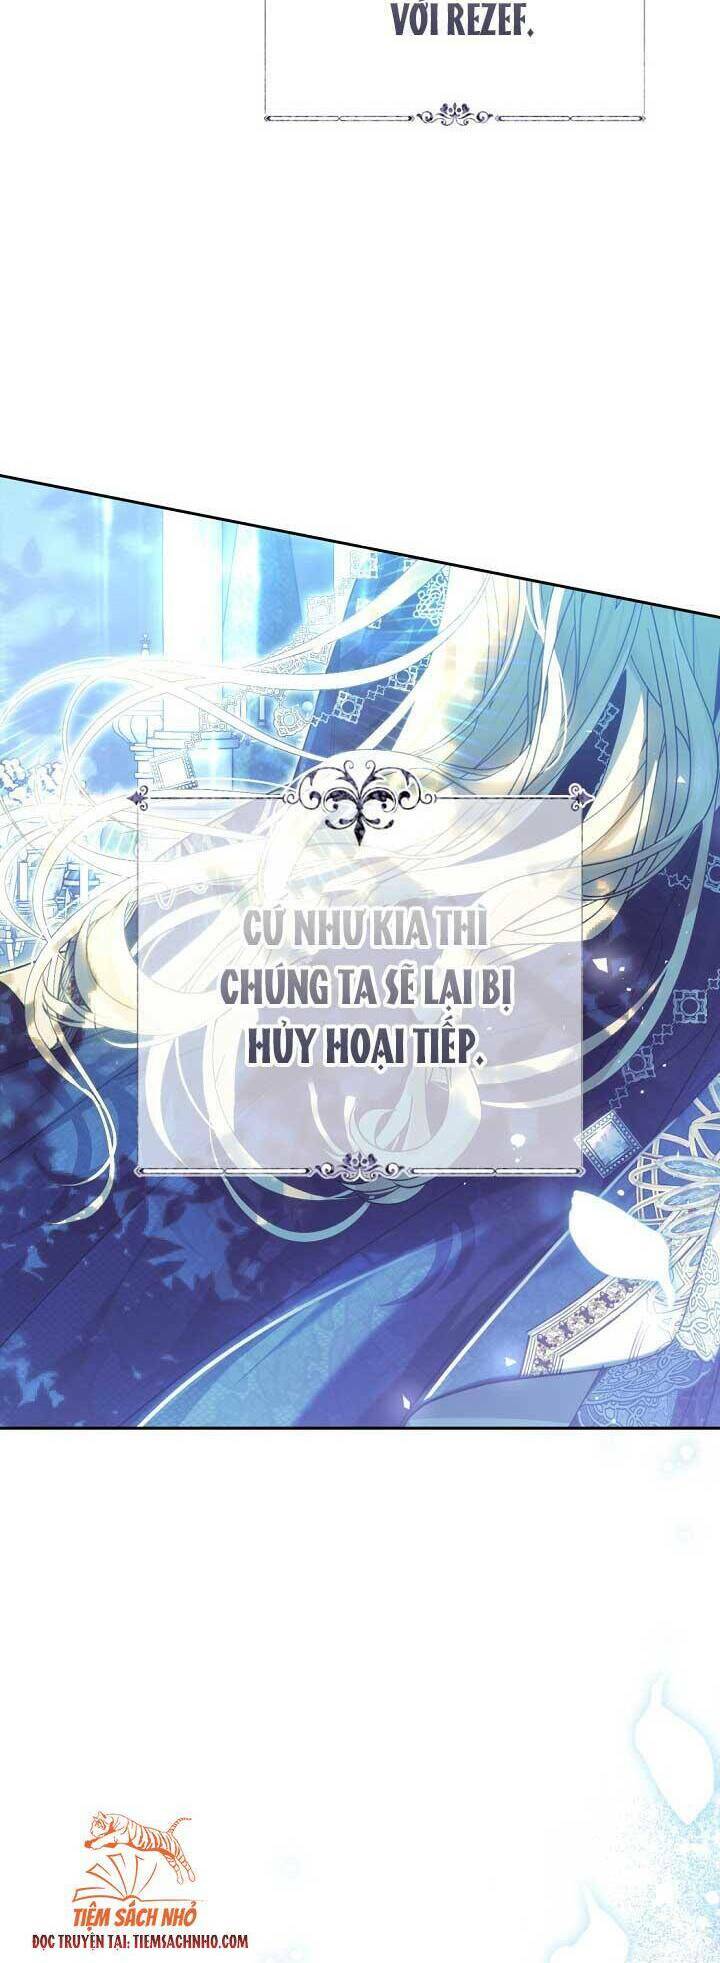 VỚI REZEF.
CỨ NHƯ KIA THÌ
CHÚNG TA SẼ LẠI BỊ
HỦY HOẠI TIẾP.
TIỆM SÁCH NHỎ
ĐỌC TRUYỆN TẠI: TIEMSACHNHO.COM